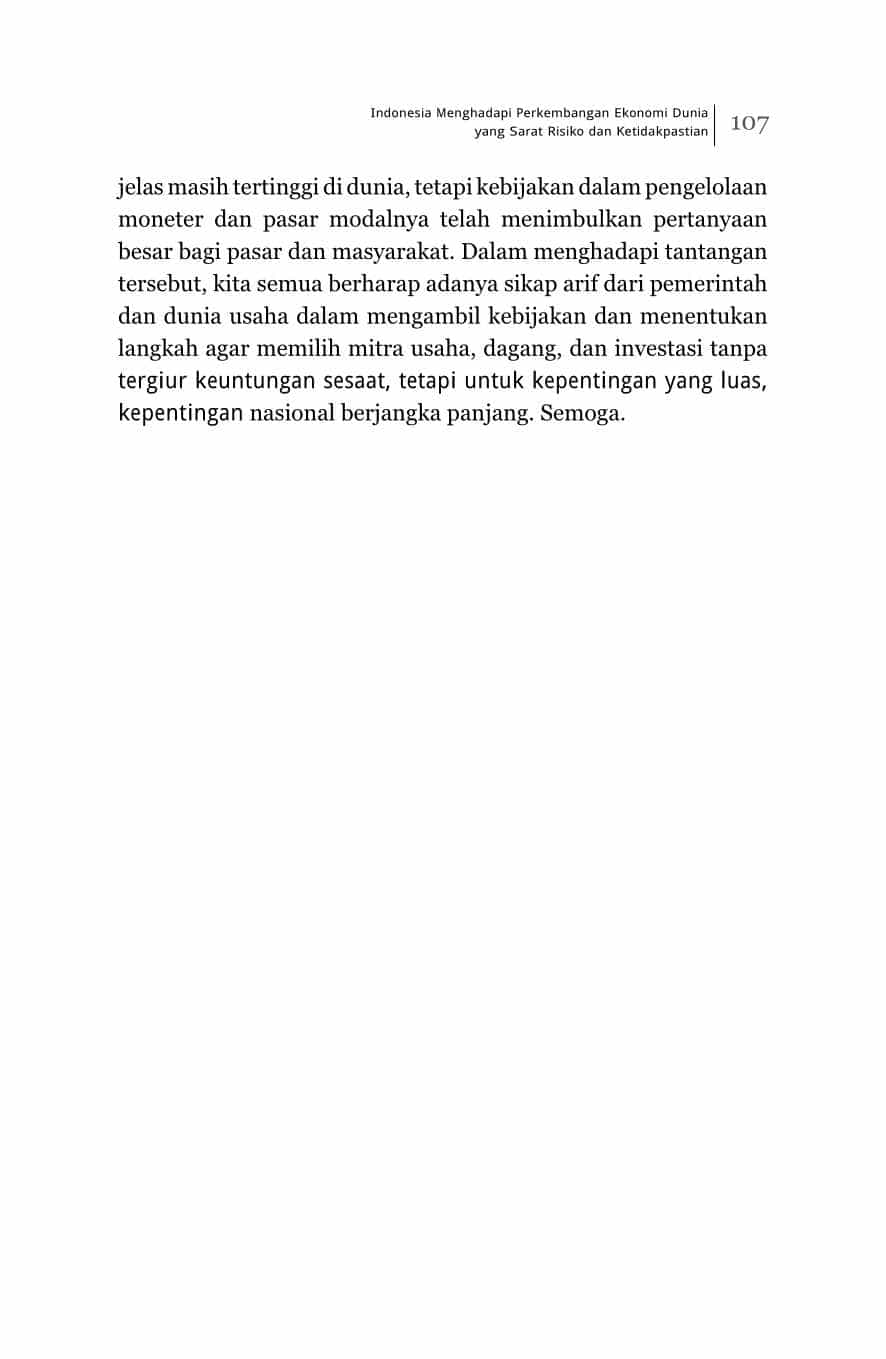 Indonesia Menghadapi Perkembangan Ekonomi Dunia
yang Sarat Risiko dan Ketidakpastian
107
jelas masih tertinggi di dunia, tetapi kebijakan dalam pengelolaan
moneter dan pasar modalnya telah menimbulkan pertanyaan
besar bagi pasar dan masyarakat. Dalam menghadapi tantangan
tersebut, kita semua berharap adanya sikap arif dari pemerintah
dan dunia usaha dalam mengambil kebijakan dan menentukan
langkah agar memilih mitra usaha, dagang, dan investasi tanpa
tergiur keuntungan sesaat, tetapi untuk kepentingan yang luas,
kepentingan nasional berjangka panjang. Semoga.